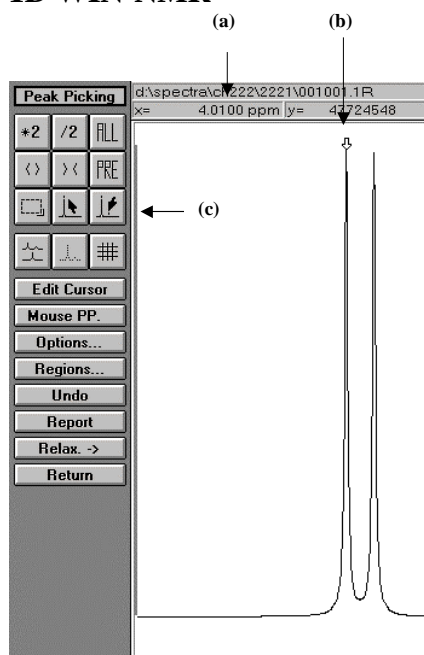 1D WIN-NMR
(a) (b)
Peak Picking
d:\spectra\ch222\2221\001001.1R
x= 4.0100 ppm y= 47724548
*2 /2 ALL
<> >< PRE
(c)
Edit Cursor
Mouse PP.
Options...
Regions...
Undo
Report
Relax. ->
Return